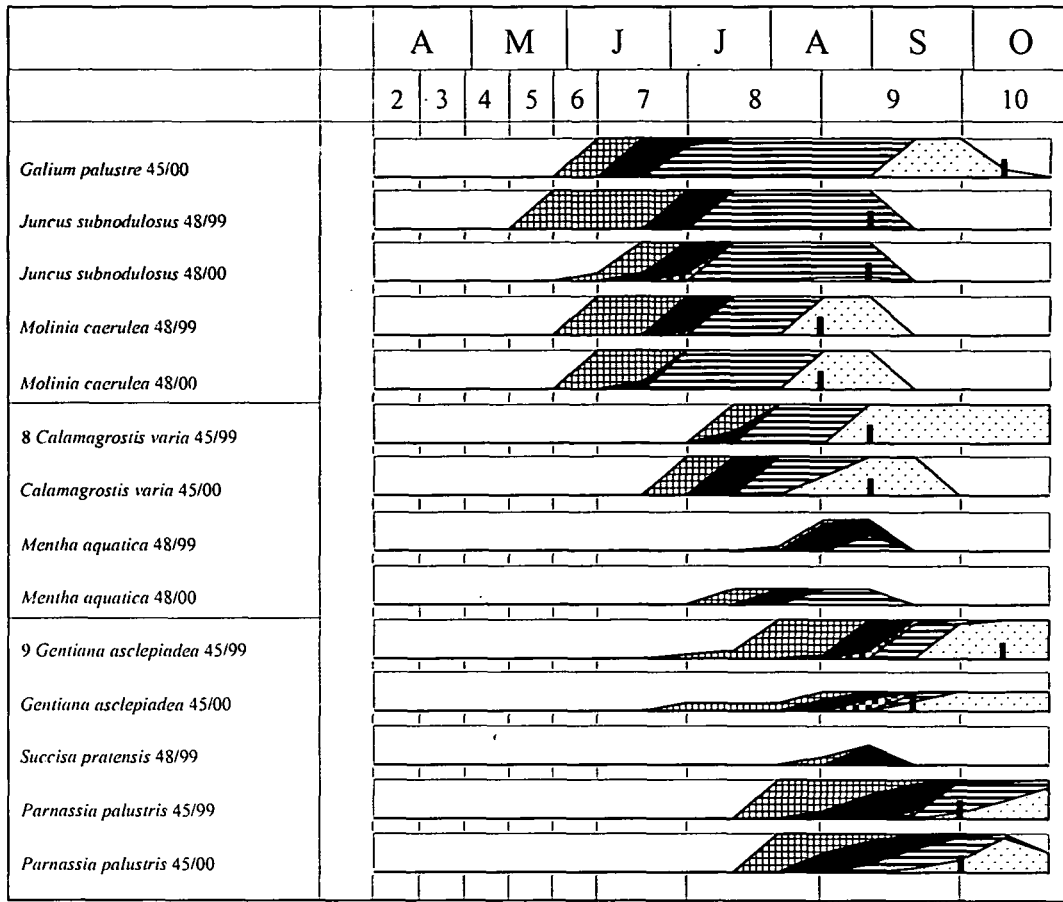 A M J J A S O
2 3 4 5 6 7 8 9 10
Galium palustre 45/00
Juncus subnodulosus 48/99
Juncus subnodulosus 48/00
Molinia caerulea 48/99
Molinia caerulea 48/00
8 Calamagrostis varia 45/99
Calamagrostis varia 45/00
Mentha aquatica 48/99
Mentha aquatica 48/00
9 Gentiana asclepiadea 45/99
Gentiana asclepiadea 45/00
Succisa pratensis 48/99
Parnassia palustris 45/99
Parnassia palustris 45/00